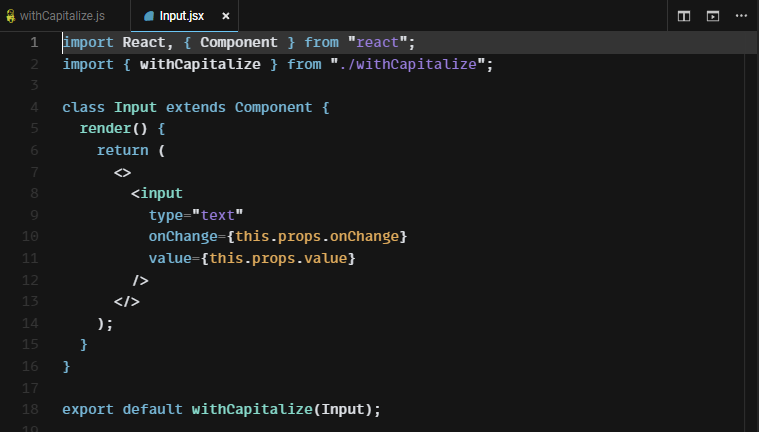 withCapitalize.js Input.jsx ×
1 import React, { Component } from "react";
2 import { withCapitalize } from "./withCapitalize";
3
4 class Input extends Component {
5   render() {
6     return (
7       <>
8         <input
9           type="text"
10           onChange={this.props.onChange}
11           value={this.props.value}
12         />
13       </>
14     );
15   }
16 }
17
18 export default withCapitalize(Input);
19